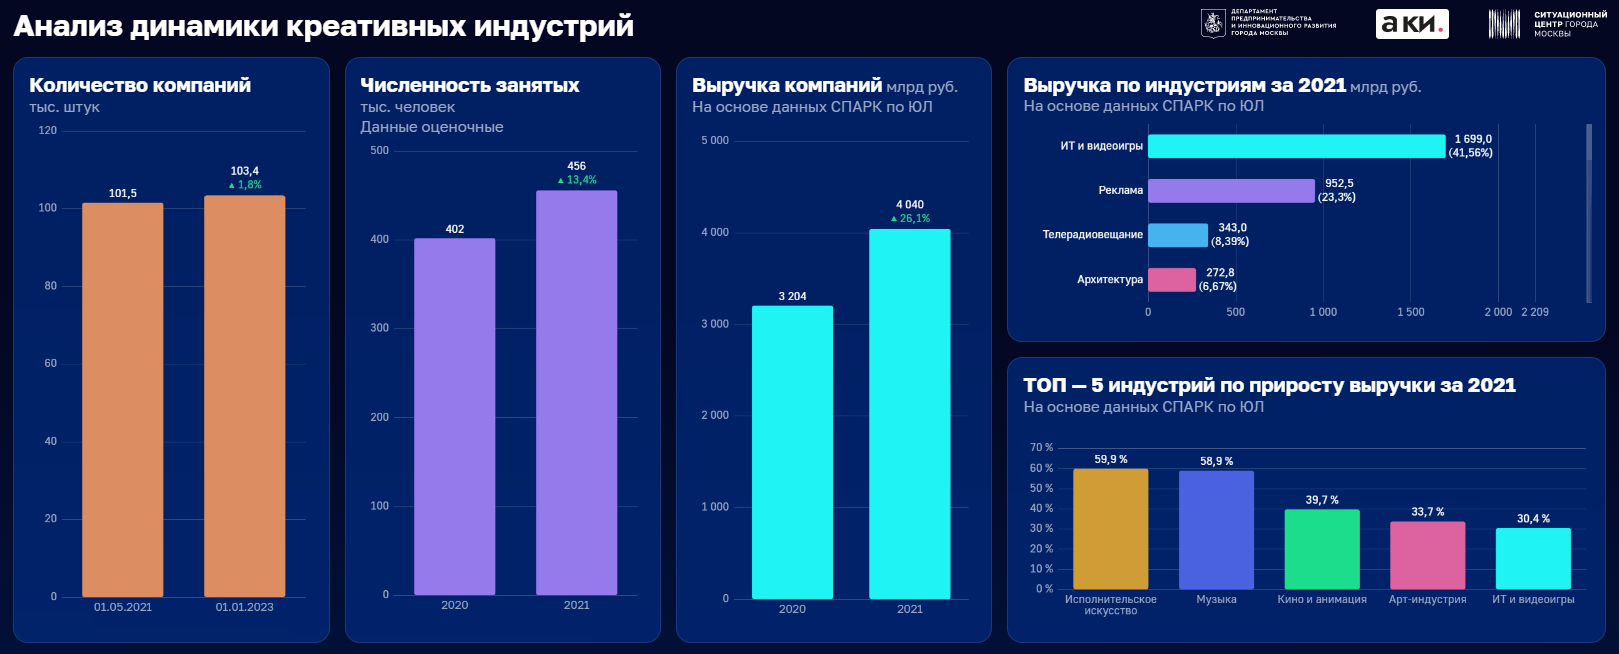 Анализ динамики креативных индустрий
ДЕПАРТАМЕНТ
ПРЕДПРИНИМАТЕЛЬСТВА
И ИННОВАЦИОННОГО РАЗВИТИЯ
ГОРОДА МОСКВЫ
аки.
СИТУАЦИОННЫЙ
ЦЕНТР ГОРОДА
МОСКВЫ
Количество компаний
тыс. штук
120
100
80
60
40
20
0
101,5
103,4
▲ 1,8%
01.05.2021
01.01.2023
Численность занятых
тыс. человек
Данные оценочные
500
400
300
200
100
0
402
456
▲ 13,4%
2020
2021
Выручка компаний млрд руб.
На основе данных СПАРК по ЮЛ
5 000
4 000
3 000
2 000
1 000
0
3 204
4 040
▲ 26,1%
2020
2021
Выручка по индустриям за 2021 млрд руб.
На основе данных СПАРК по ЮЛ
ИТ и видеоигры
1 699,0
(41,56%)
Реклама
952,5
(23,3%)
Телерадиовещание
343,0
(8,39%)
Архитектура
272,8
(6,67%)
0 500 1 000 1 500 2 000 2 209
ТОП — 5 индустрий по приросту выручки за 2021
На основе данных СПАРК по ЮЛ
70 %
60 %
50 %
40 %
30 %
20 %
10 %
0 %
59,9 %
58,9 %
39,7 %
33,7 %
30,4 %
Исполнительское
искусство
Музыка
Кино и анимация
Арт-индустрия
ИТ и видеоигры